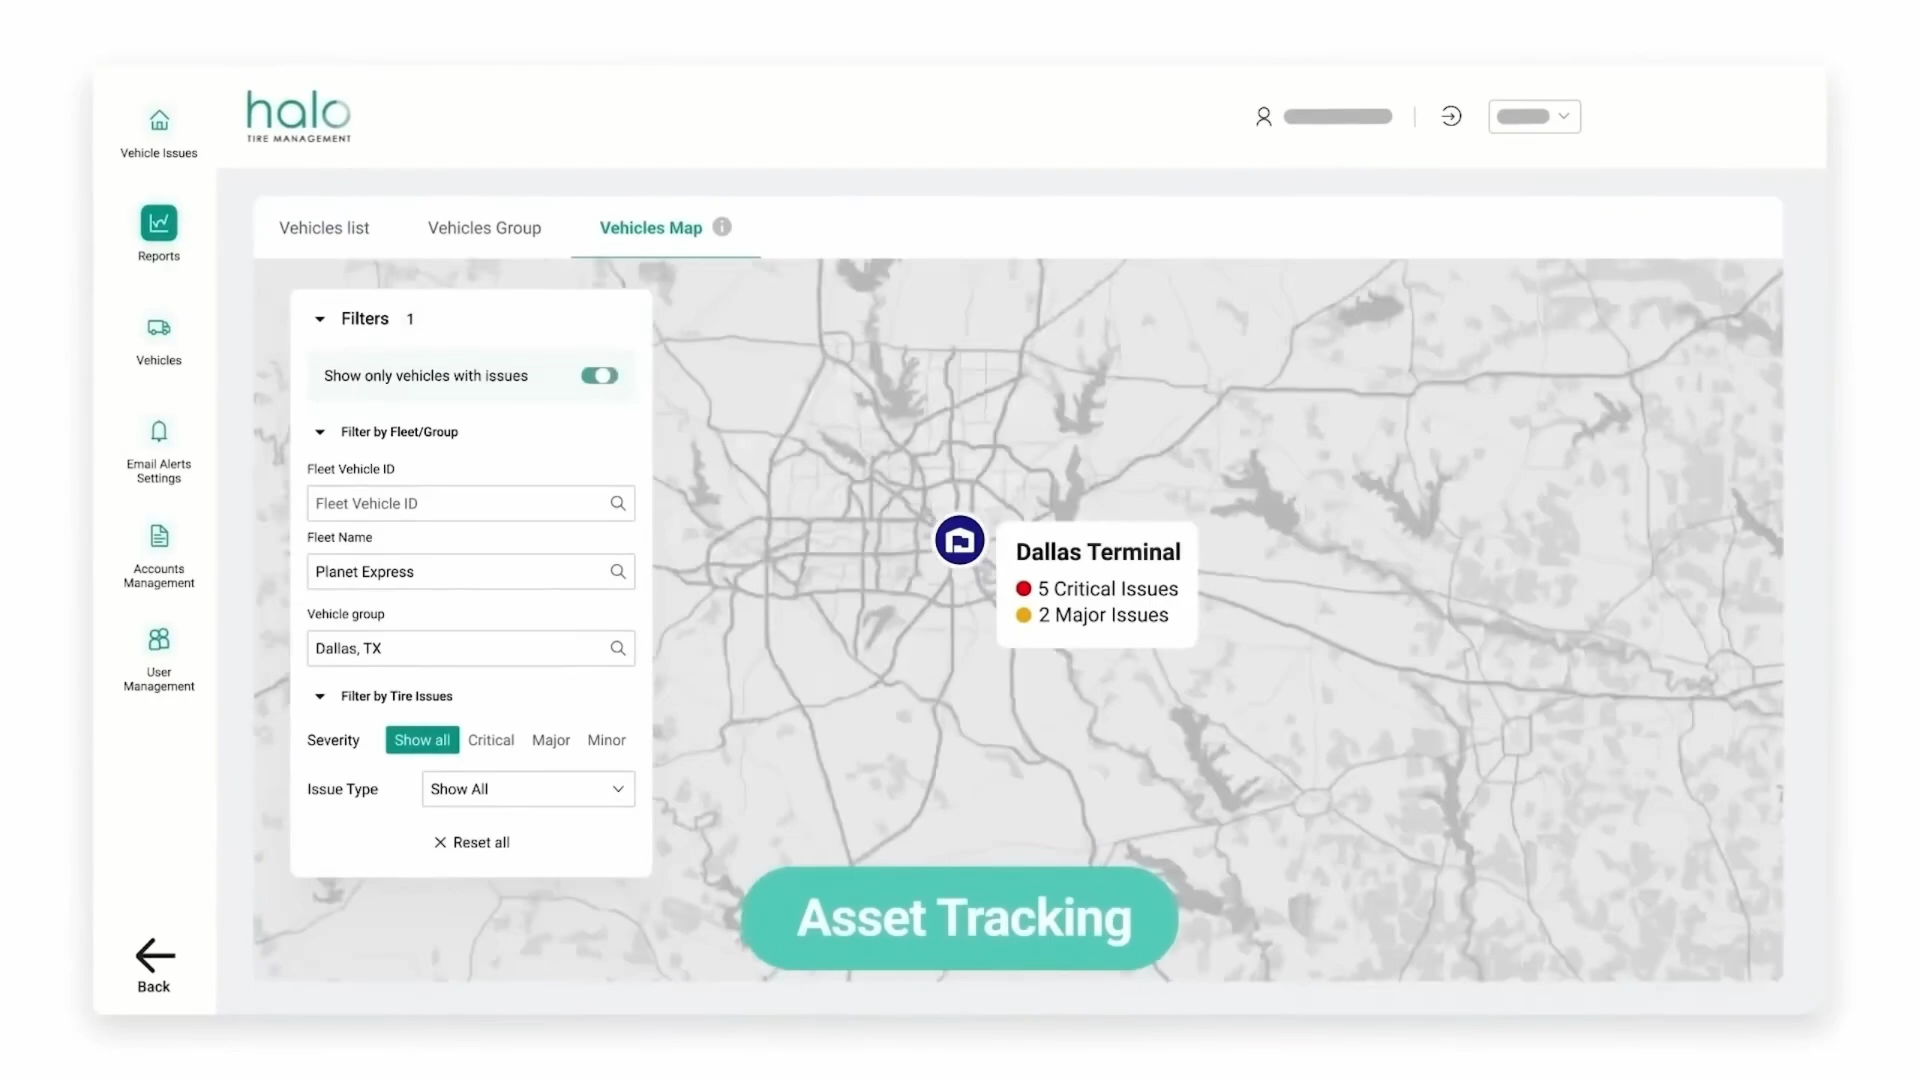 halo
TIRE MANAGEMENT
Vehicle Issues
Reports
Vehicles
Email Alerts
Settings
Accounts
Management
User
Management
Back
Vehicles list
Vehicles Group
Vehicles Map
Filters 1
Show only vehicles with issues
Filter by Fleet/Group
Fleet Vehicle ID
Fleet Vehicle ID
Fleet Name
Planet Express
Vehicle group
Dallas, TX
Filter by Tire Issues
Severity Show all Critical Major Minor
Issue Type Show All
Reset all
Dallas Terminal
5 Critical Issues
2 Major Issues
Asset Tracking